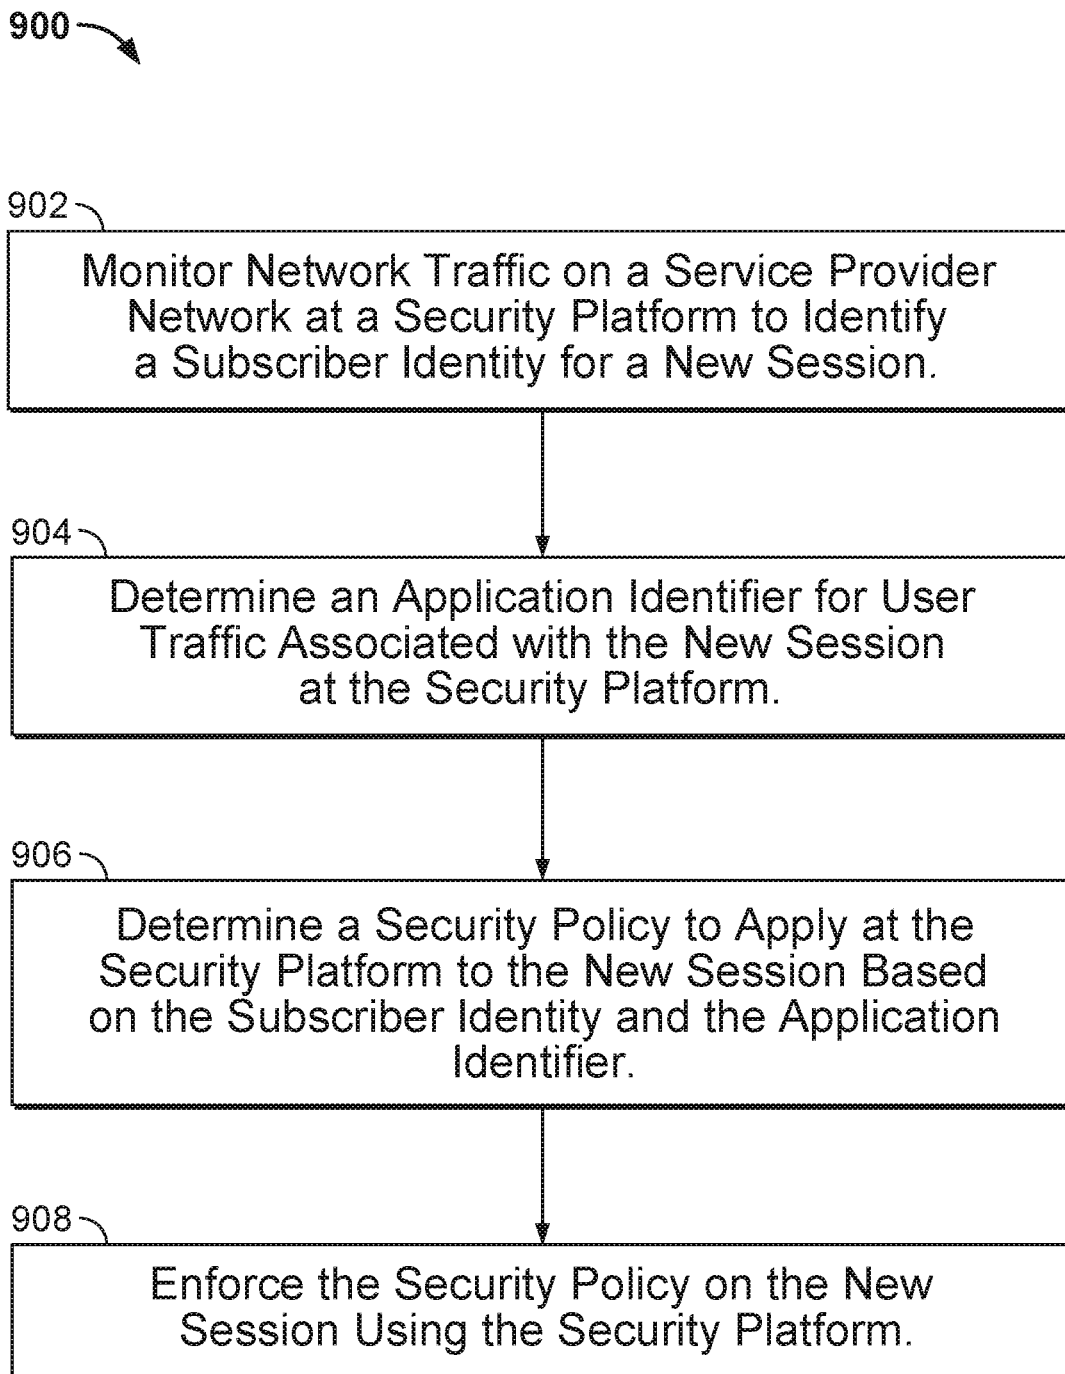 900
902
Monitor Network Traffic on a Service Provider
Network at a Security Platform to Identify
a Subscriber Identity for a New Session.
904
Determine an Application Identifier for User
Traffic Associated with the New Session
at the Security Platform.
906
Determine a Security Policy to Apply at the
Security Platform to the New Session Based
on the Subscriber Identity and the Application
Identifier.
908
Enforce the Security Policy on the New
Session Using the Security Platform.